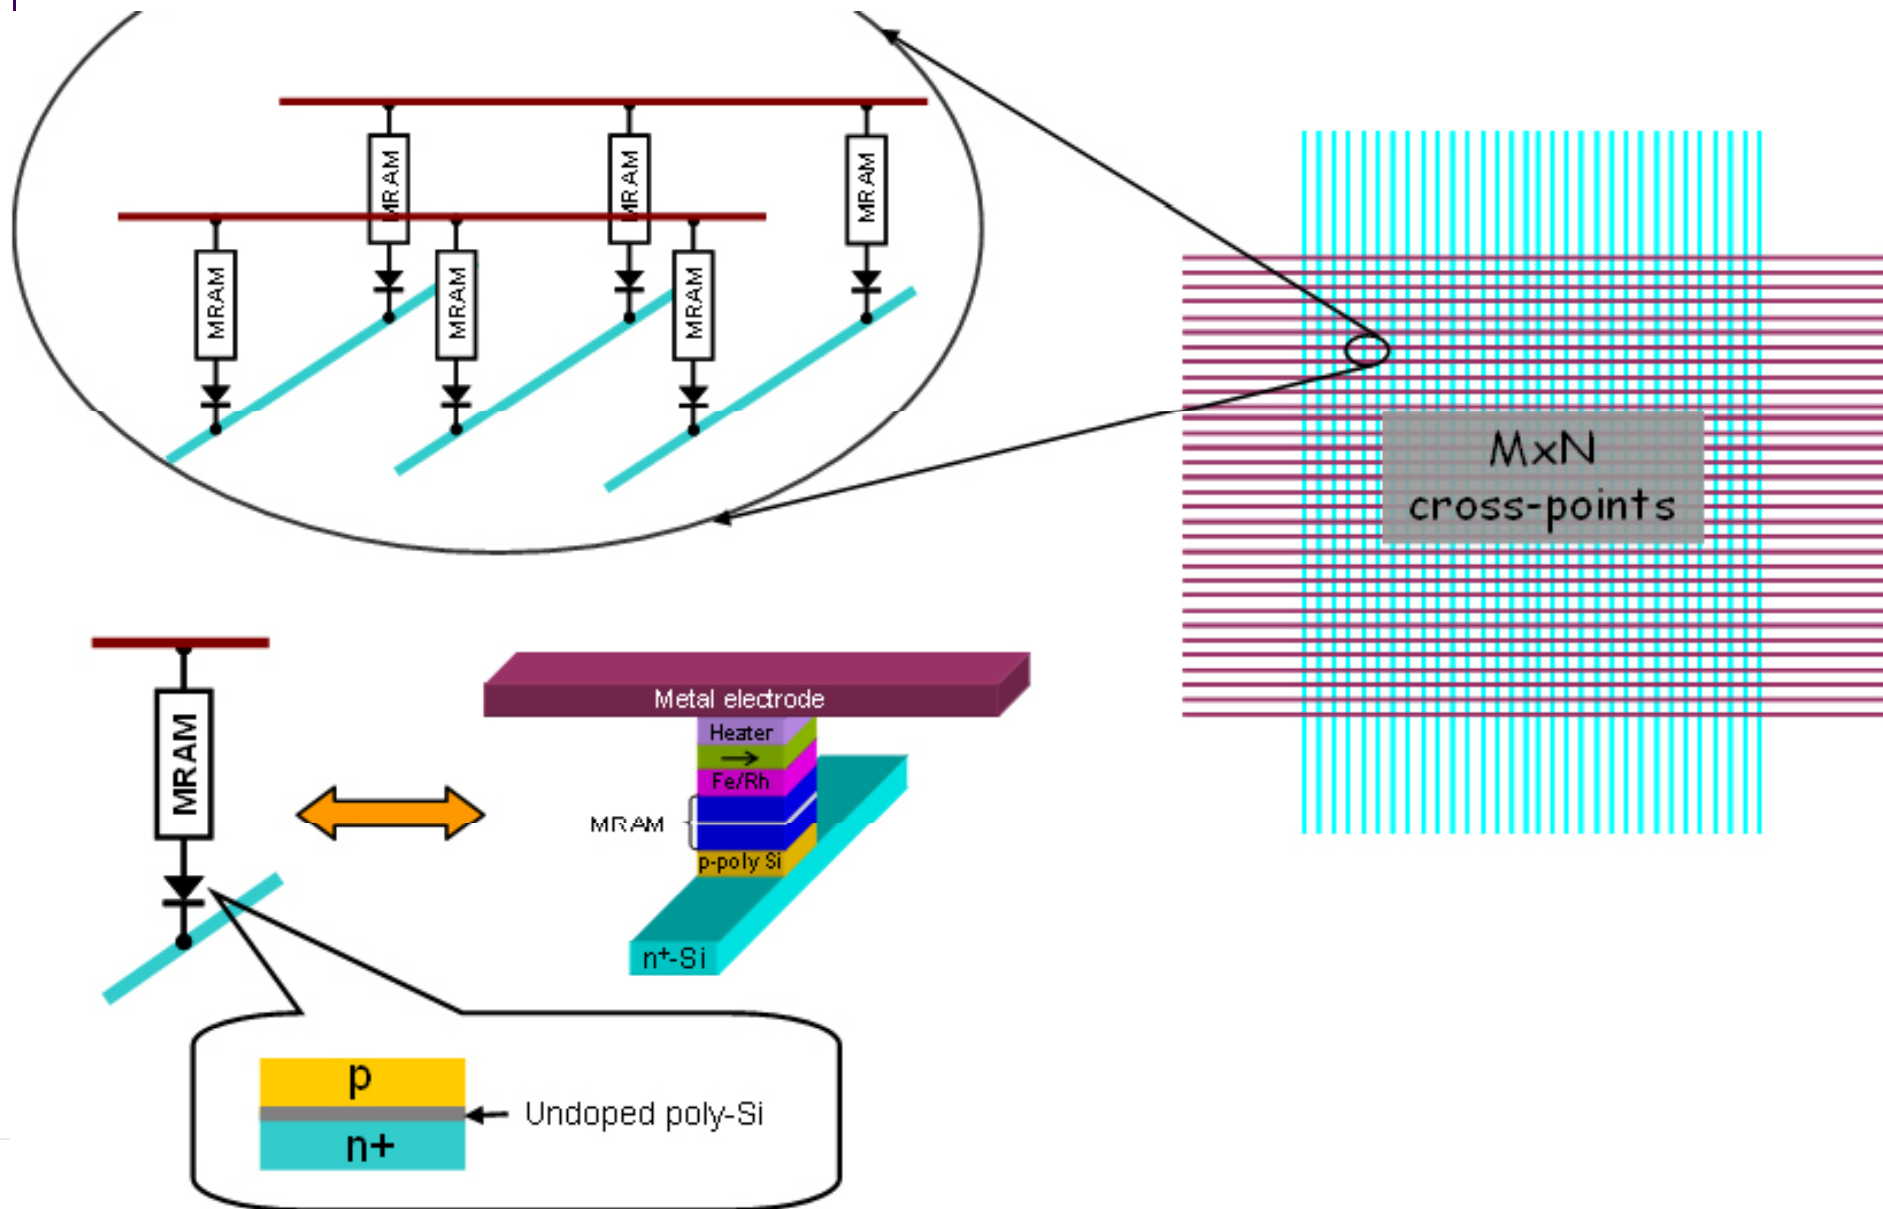 MRAM
MRAM
MRAM
MRAM
MRAM
MRAM
MxN
cross-points
MRAM
Metal electrode
Heater
Fe/Rh
MRAM
p-poly Si
n⁺-Si
p
Undoped poly-Si
n+